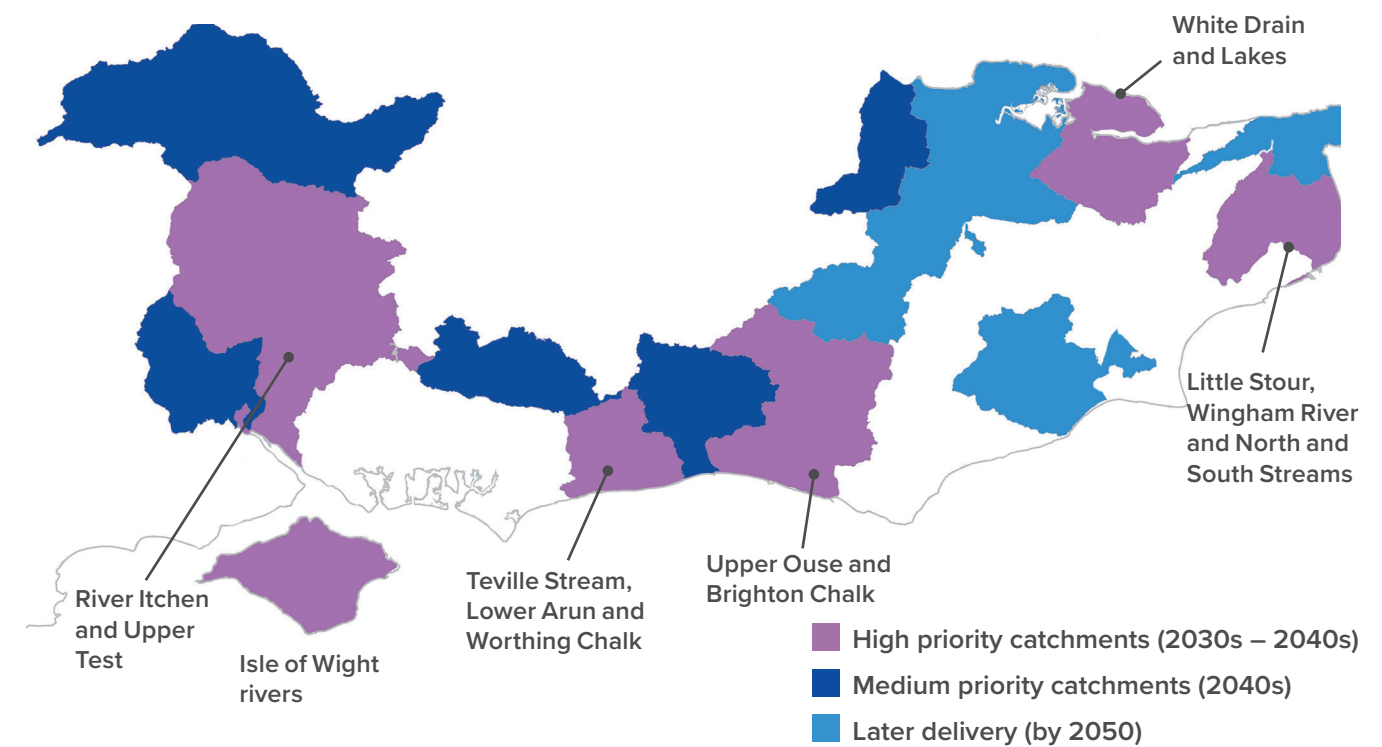 White Drain
and Lakes
Little Stour,
Wingham River
and North and
South Streams
Upper Ouse and
Brighton Chalk
Teville Stream,
Lower Arun and
Worthing Chalk
River Itchen
and Upper
Test
Isle of Wight
rivers
High priority catchments (2030s – 2040s)
Medium priority catchments (2040s)
Later delivery (by 2050)